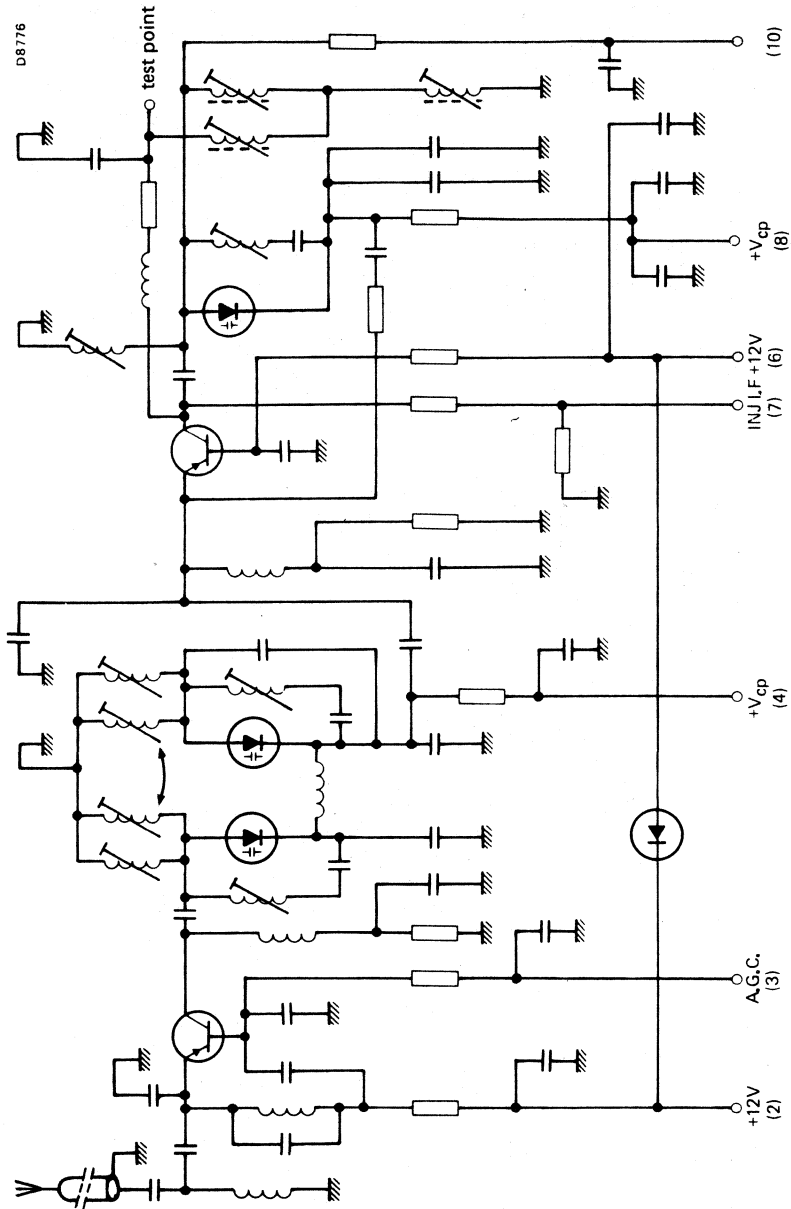 D8776
test point
+12V
(2)
A.G.C.
(3)
+Vcp
(4)
INJ I.F
(7)
+12V
(6)
+Vcp
(8)
(10)